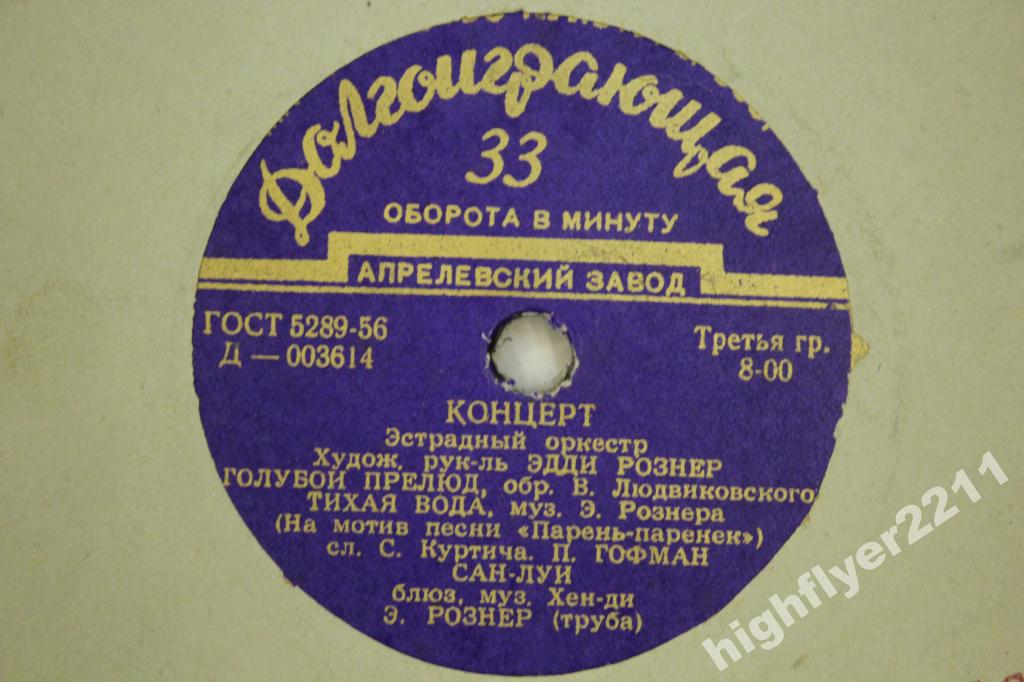 Долгоиграющая
33
ОБОРОТА В МИНУТУ
АПРЕЛЕВСКИЙ ЗАВОД
ГОСТ 5289-56
Д — 003614
Третья гр.
8-00
КОНЦЕРТ
Эстрадный оркестр
Худож. рук-ль ЭДДИ РОЗНЕР
ГОЛУБОЙ ПРЕЛЮД, обр. В. Людвиковского
ТИХАЯ ВОДА, муз. Э. Рознера
(На мотив песни «Парень-паренек»)
сл. С. Куртича. П. ГОФМАН
САН-ЛУИ
блюз, муз. Хен-ди
Э. РОЗНЕР (труба)
highflyer2211